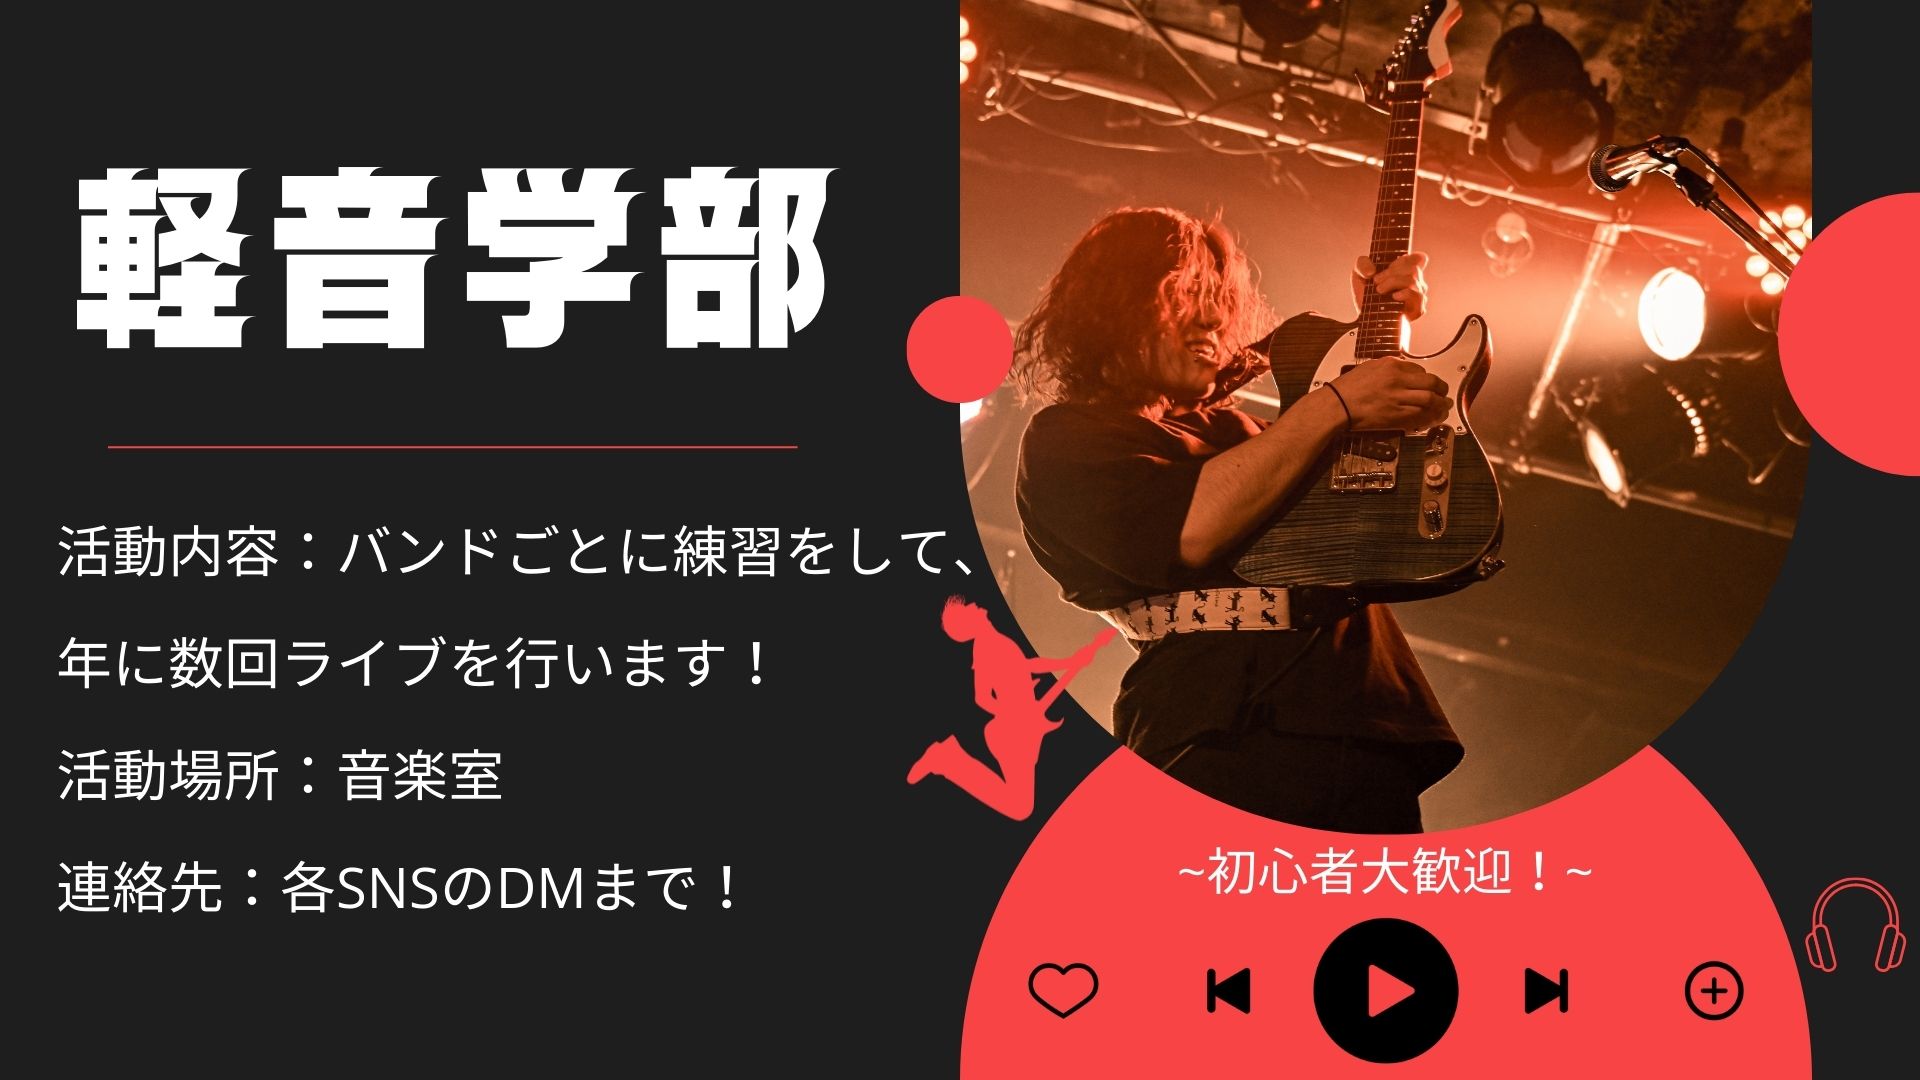 軽音学部
活動内容：バンドごとに練習をして、
年に数回ライブを行います！
活動場所：音楽室
連絡先：各SNSのDMまで！
~初心者大歓迎！~